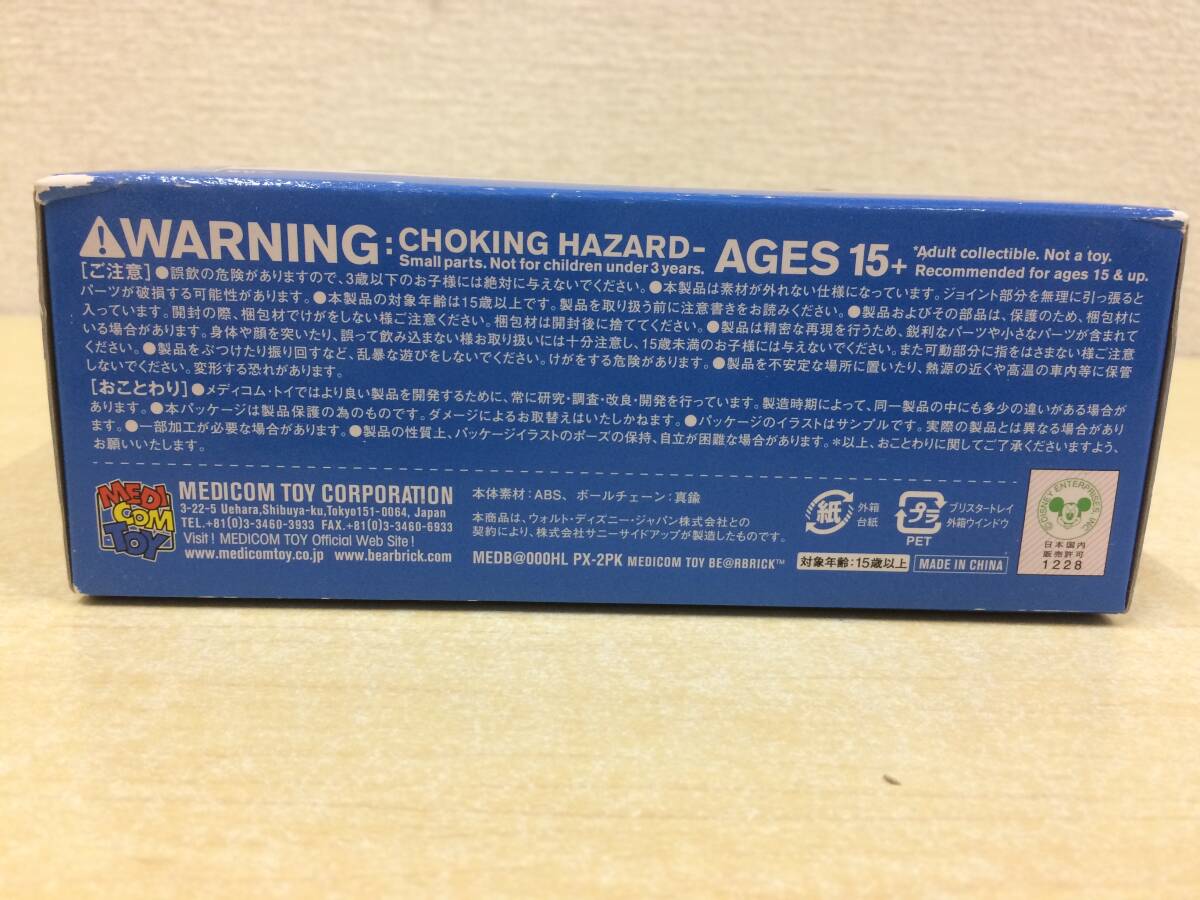 ⚠WARNING: CHOKING HAZARD–
Small parts. Not for children under 3 years.
AGES 15+
*Adult collectible. Not a toy.
Recommended for ages 15 & up.
[ご注意]●誤飲の危険がありますので、3歳以下のお子様には絶対に与えないでください。●本製品は素材が外れない仕様になっています。ジョイント部分を無理に引っ張ると
パーツが破損する可能性があります。●本製品の対象年齢は15歳以上です。製品を取り扱う前に注意書きをお読みください。●製品およびその部品は、保護のため、梱包材に
入っています。開封の際、梱包材でけがをしない様ご注意ください。梱包材は開封後に捨ててください。●製品は精密な再現を行うため、鋭利なパーツや小さなパーツが含まれて
いる場合があります。身体や顔を突いたり、誤って飲み込まない様お取り扱いには十分注意し、15歳未満のお子様には与えないでください。また可動部分に指をはさまない様ご注意
ください。●製品をぶつけたり振り回すなど、乱暴な遊びをしないでください。けがをする危険があります。●製品を不安定な場所に置いたり、熱源の近くや高温の車内等に保管
しないでください。変形する恐れがあります。
[おことわり]●メディコム・トイではより良い製品を開発するために、常に研究・調査・改良・開発を行っています。製造時期によって、同一製品の中にも多少の違いがある場合が
あります。●本パッケージは製品保護の為のものです。ダメージによるお取替えはいたしかねます。●パッケージのイラストはサンプルです。実際の製品とは異なる場合があり
ます。●一部加工が必要な場合があります。●製品の性質上、パッケージイラストのポーズの保持、自立が困難な場合があります。*以上、おことわりに関してご了承くださいますよう、
お願いいたします。
MEDI
COM
TOY
MEDICOM TOY CORPORATION
3-22-5 Uehara,Shibuya-ku,Tokyo151-0064, Japan
TEL.+81(0)3-3460-3933 FAX.+81(0)3-3460-6933
Visit ! MEDICOM TOY Official Web Site !
www.medicomtoy.co.jp www.bearbrick.com
本体素材:ABS、ボールチェーン:真鍮
本商品は、ウォルト・ディズニー・ジャパン株式会社との
契約により、株式会社サニーサイドアップが製造したものです。
MEDB@000HL PX-2PK MEDICOM TOY BE@RBRICK™
紙
外箱
台紙
プラ
PET
ブリスタートレイ
外箱ウインドウ
対象年齢:15歳以上
MADE IN CHINA
©DISNEY ENTERPRISES INC.
日本国内
販売許可
1228